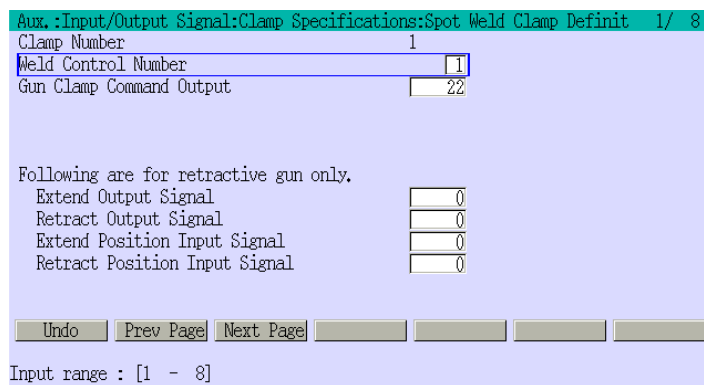 Aux.:Input/Output Signal:Clamp Specifications:Spot Weld Clamp Definit 1/ 8
Clamp Number 1
Weld Control Number 1
Gun Clamp Command Output 22
Following are for retractive gun only.
Extend Output Signal 0
Retract Output Signal 0
Extend Position Input Signal 0
Retract Position Input Signal 0
Undo Prev Page Next Page
Input range : [1 - 8]